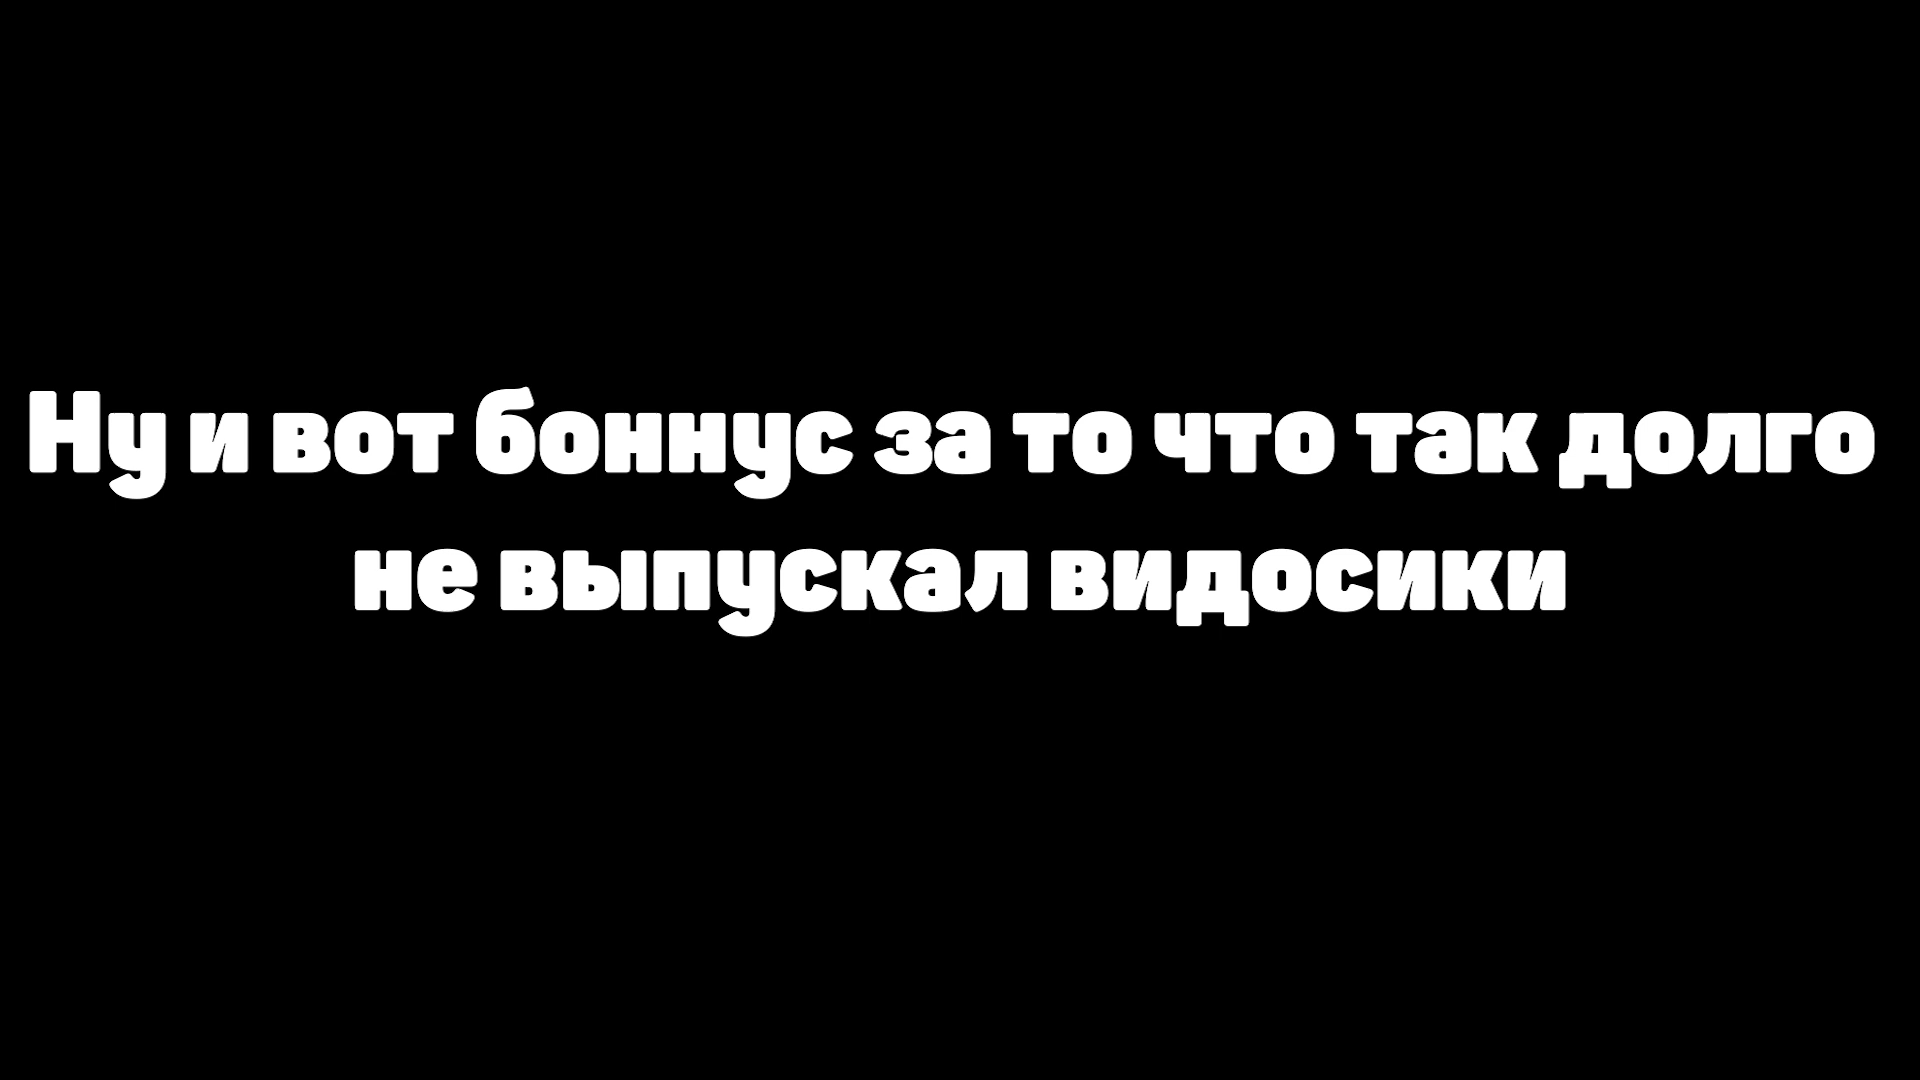 Ну и вот боннус за то что так долго
не выпускал видосики